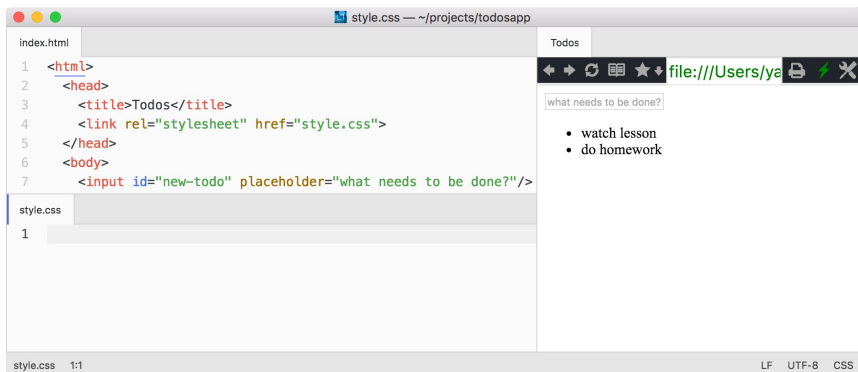 style.css — ~/projects/todosapp
index.html
1 <html>
2 <head>
3 <title>Todos</title>
4 <link rel="stylesheet" href="style.css">
5 </head>
6 <body>
7 <input id="new-todo" placeholder="what needs to be done?"/>
style.css
1
Todos
file:///Users/ya
what needs to be done?
• watch lesson
• do homework
style.css 1:1
LF UTF-8 CSS